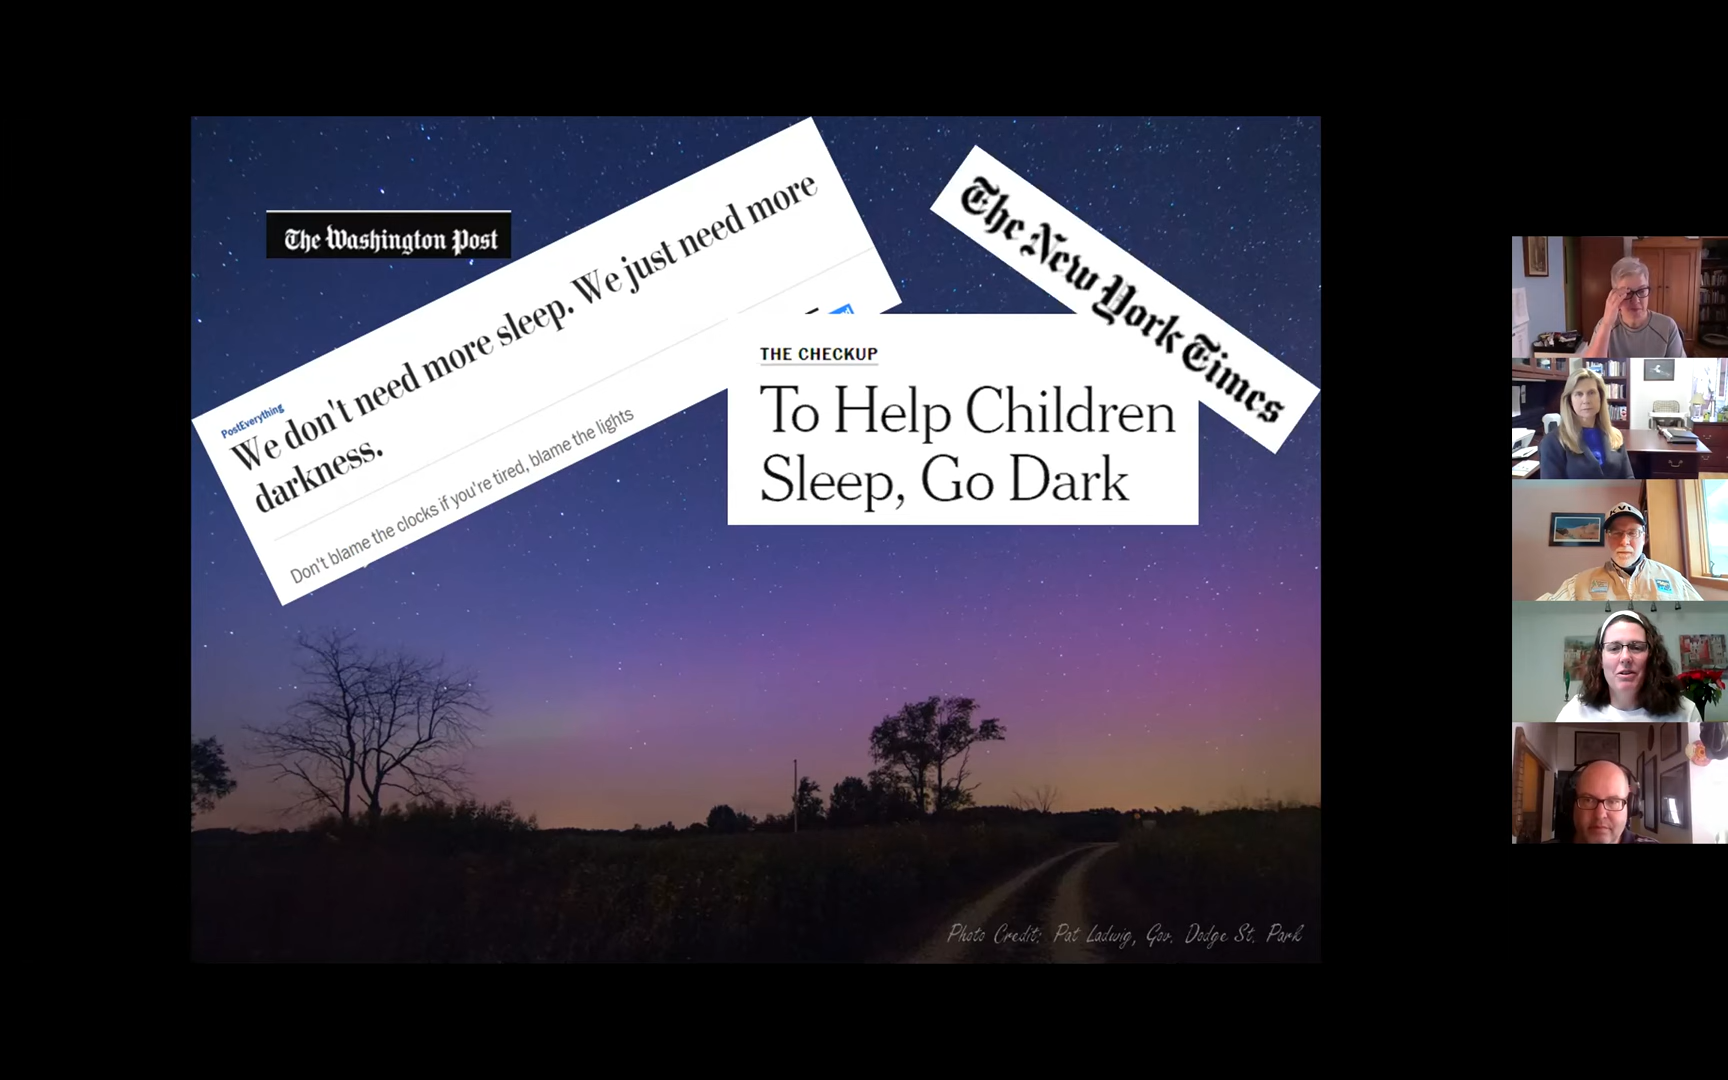 The Washington Post
PostEverything
We don't need more sleep. We just need more
darkness.
Don't blame the clocks if you're tired, blame the lights
The New York Times
THE CHECKUP
To Help Children
Sleep, Go Dark
Photo Credit: Pat Ladwig, Gov. Dodge St. Park